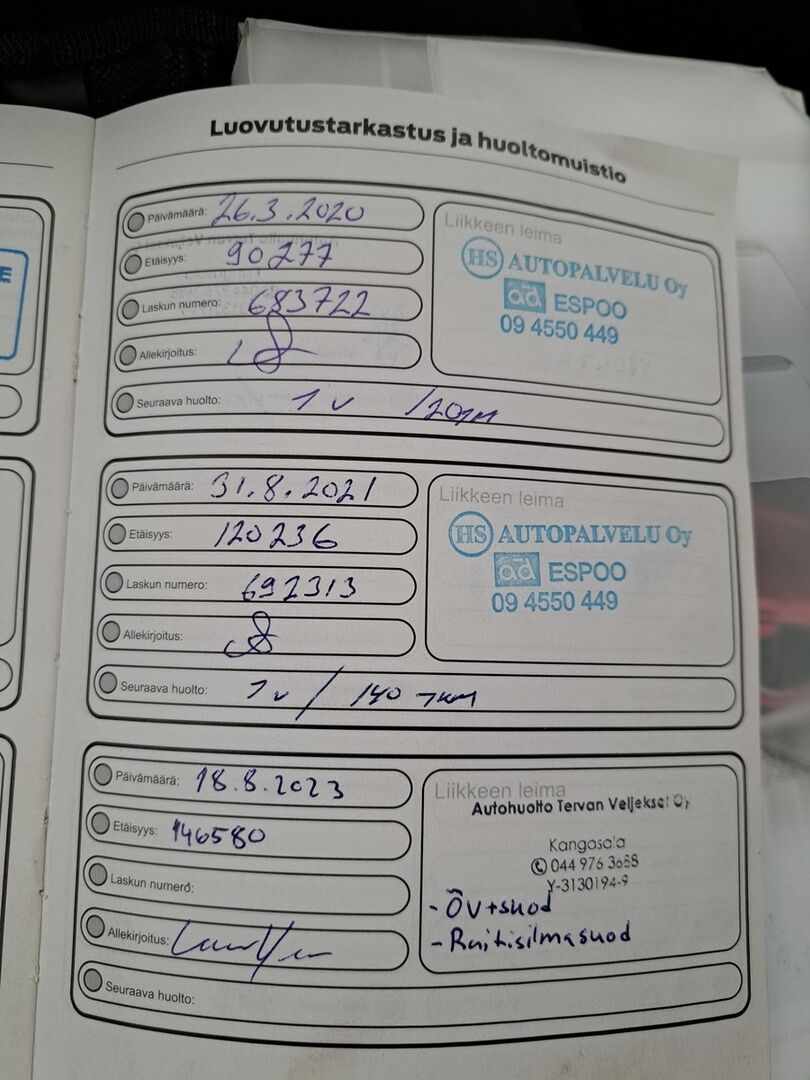 Luovutustarkastus ja huoltomuistio
Päivämäärä: 26.3.2020
Etäisyys: 90277
Laskun numero: 683722
Allekirjoitus:
Seuraava huolto: 1 v /
Liikkeen leima
HS AUTOPALVELU Oy
ad ESPOO
09 4550 449
Päivämäärä: 31.8.2021
Etäisyys: 120236
Laskun numero: 692313
Allekirjoitus:
Seuraava huolto: 1 v / 140 TKM
Liikkeen leima
HS AUTOPALVELU Oy
ad ESPOO
09 4550 449
Päivämäärä: 18.8.2023
Etäisyys: 146580
Laskun numero:
Allekirjoitus:
Seuraava huolto:
Liikkeen leima
Autohuolto Tervan Veljekset Oy
Kangasala
044 976 3688
Y-3130194-9
- ÖV+suod
- Raitisilmasuod
E